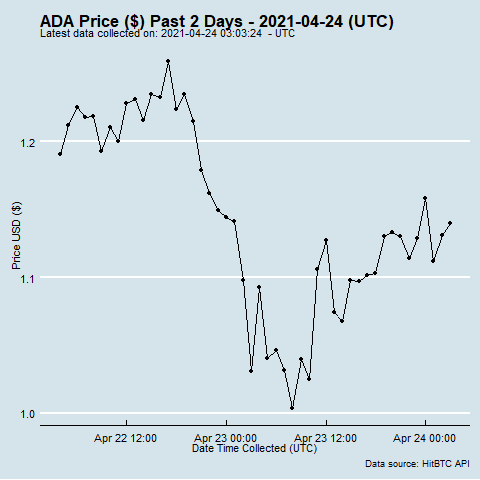 ADA Price ($) Past 2 Days - 2021-04-24 (UTC)
Latest data collected on: 2021-04-24 03:03:24  - UTC
Price USD ($)
1.2
1.1
1.0
Apr 22 12:00 Apr 23 00:00 Apr 23 12:00 Apr 24 00:00
Date Time Collected (UTC)
Data source: HitBTC API